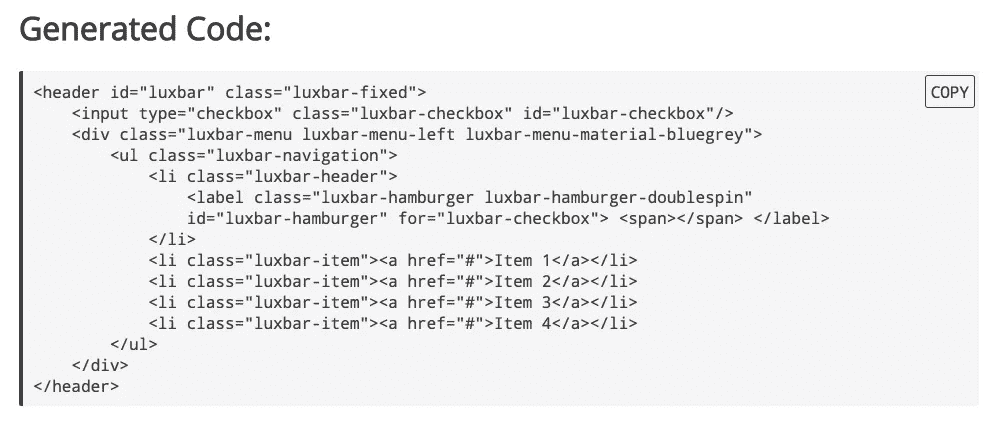 Generated Code:
COPY
<header id="luxbar" class="luxbar-fixed">
    <input type="checkbox" class="luxbar-checkbox" id="luxbar-checkbox"/>
    <div class="luxbar-menu luxbar-menu-left luxbar-menu-material-bluegrey">
        <ul class="luxbar-navigation">
            <li class="luxbar-header">
                <label class="luxbar-hamburger luxbar-hamburger-doublespin"
                id="luxbar-hamburger" for="luxbar-checkbox"> <span></span> </label>
            </li>
            <li class="luxbar-item"><a href="#">Item 1</a></li>
            <li class="luxbar-item"><a href="#">Item 2</a></li>
            <li class="luxbar-item"><a href="#">Item 3</a></li>
            <li class="luxbar-item"><a href="#">Item 4</a></li>
        </ul>
    </div>
</header>